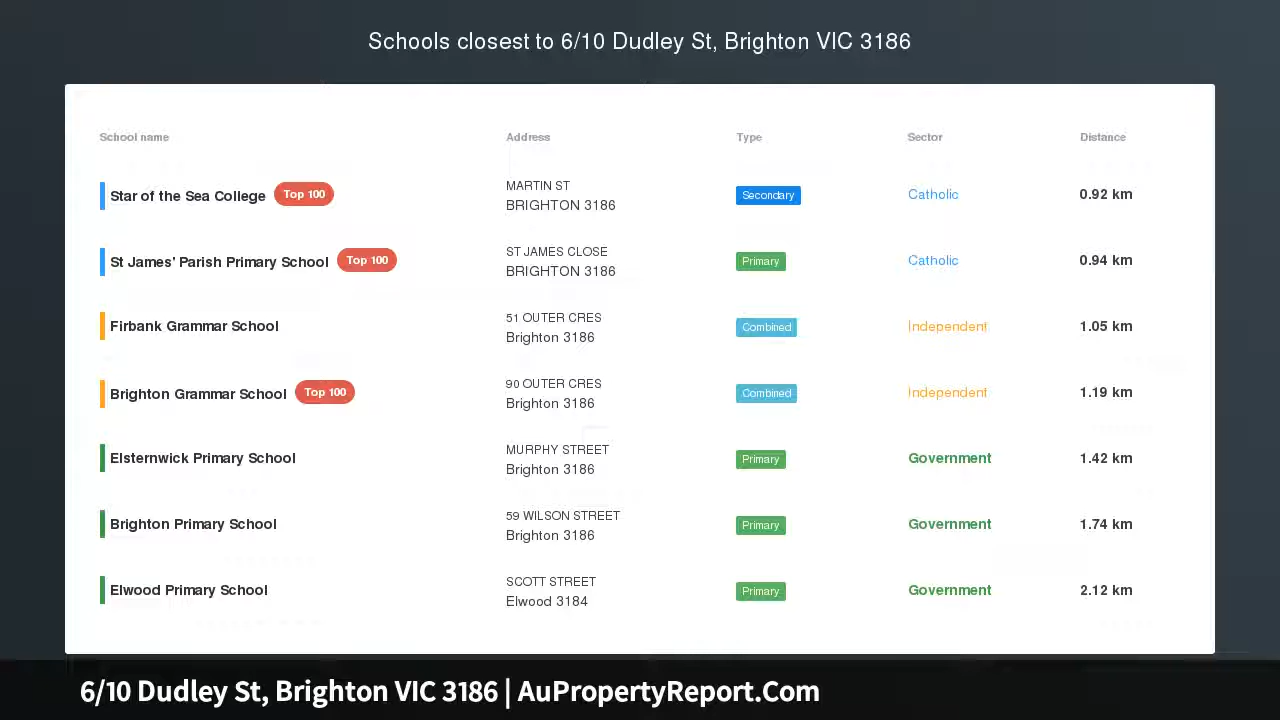 Schools closest to 6/10 Dudley St, Brighton VIC 3186
School name Address Type Sector Distance
Star of the Sea College Top 100 MARTIN ST Secondary Catholic 0.92 km
BRIGHTON 3186
St James' Parish Primary School Top 100 ST JAMES CLOSE Primary Catholic 0.94 km
BRIGHTON 3186
Firbank Grammar School 51 OUTER CRES Combined Independent 1.05 km
Brighton 3186
Brighton Grammar School Top 100 90 OUTER CRES Combined Independent 1.19 km
Brighton 3186
Elsternwick Primary School MURPHY STREET Primary Government 1.42 km
Brighton 3186
Brighton Primary School 59 WILSON STREET Primary Government 1.74 km
Brighton 3186
Elwood Primary School SCOTT STREET Primary Government 2.12 km
Elwood 3184
6/10 Dudley St, Brighton VIC 3186 | AuPropertyReport.Com